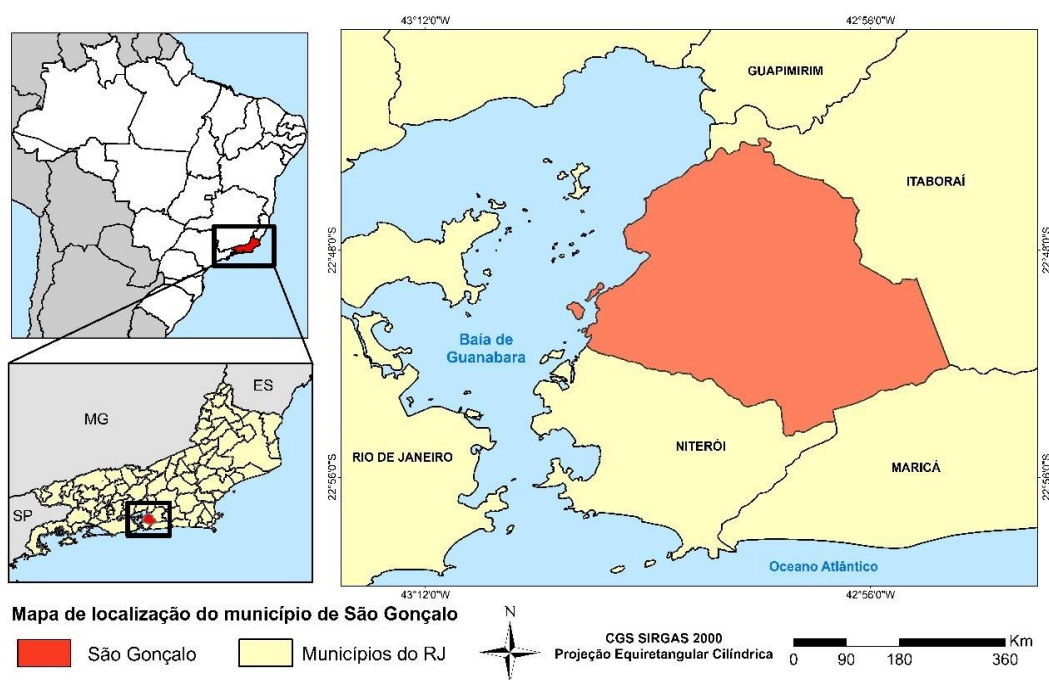 43°12'0"W
42°56'0"W
GUAPIMIRIM
ITABORAÍ
22°48'0"S
22°48'0"S
Baía de
Guanabara
ES
MG
RIO DE JANEIRO
NITERÓI
MARICÁ
22°56'0"S
22°56'0"S
SP
Oceano Atlântico
43°12'0"W
42°56'0"W
Mapa de localização do município de São Gonçalo
São Gonçalo
Municípios do RJ
N
CGS SIRGAS 2000
Projeção Equiretangular Cilíndrica
Km
0 90 180 360